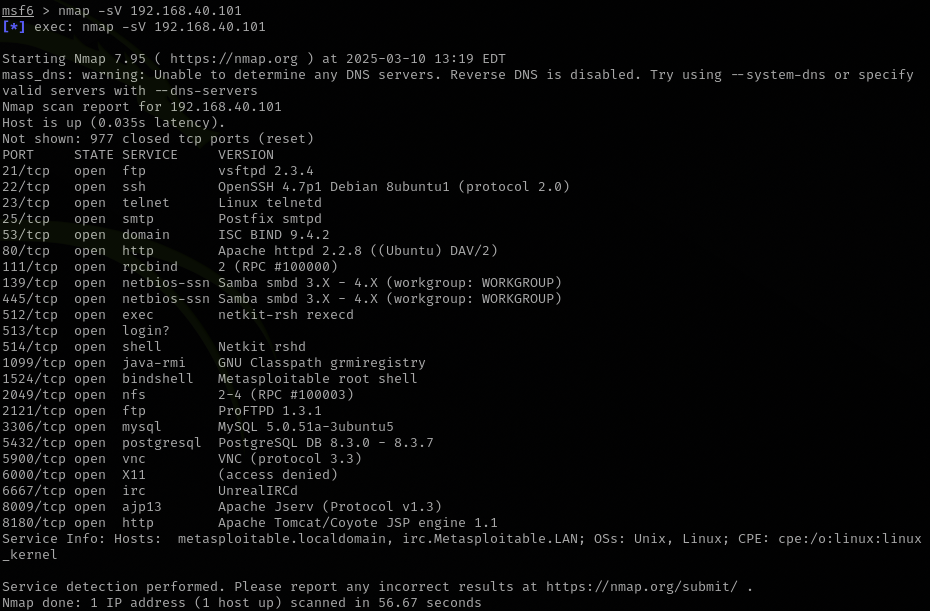 msf6 > nmap -sV 192.168.40.101
[*] exec: nmap -sV 192.168.40.101

Starting Nmap 7.95 ( https://nmap.org ) at 2025-03-10 13:19 EDT
mass_dns: warning: Unable to determine any DNS servers. Reverse DNS is disabled. Try using --system-dns or specify
valid servers with --dns-servers
Nmap scan report for 192.168.40.101
Host is up (0.035s latency).
Not shown: 977 closed tcp ports (reset)
PORT     STATE SERVICE     VERSION
21/tcp   open  ftp         vsftpd 2.3.4
22/tcp   open  ssh         OpenSSH 4.7p1 Debian 8ubuntu1 (protocol 2.0)
23/tcp   open  telnet      Linux telnetd
25/tcp   open  smtp        Postfix smtpd
53/tcp   open  domain      ISC BIND 9.4.2
80/tcp   open  http        Apache httpd 2.2.8 ((Ubuntu) DAV/2)
111/tcp  open  rpcbind     2 (RPC #100000)
139/tcp  open  netbios-ssn Samba smbd 3.X - 4.X (workgroup: WORKGROUP)
445/tcp  open  netbios-ssn Samba smbd 3.X - 4.X (workgroup: WORKGROUP)
512/tcp  open  exec        netkit-rsh rexecd
513/tcp  open  login?
514/tcp  open  shell       Netkit rshd
1099/tcp open  java-rmi    GNU Classpath grmiregistry
1524/tcp open  bindshell   Metasploitable root shell
2049/tcp open  nfs         2-4 (RPC #100003)
2121/tcp open  ftp         ProFTPD 1.3.1
3306/tcp open  mysql       MySQL 5.0.51a-3ubuntu5
5432/tcp open  postgresql  PostgreSQL DB 8.3.0 - 8.3.7
5900/tcp open  vnc         VNC (protocol 3.3)
6000/tcp open  X11         (access denied)
6667/tcp open  irc         UnrealIRCd
8009/tcp open  ajp13       Apache Jserv (Protocol v1.3)
8180/tcp open  http        Apache Tomcat/Coyote JSP engine 1.1
Service Info: Hosts:  metasploitable.localdomain, irc.Metasploitable.LAN; OSs: Unix, Linux; CPE: cpe:/o:linux:linux
_kernel

Service detection performed. Please report any incorrect results at https://nmap.org/submit/ .
Nmap done: 1 IP address (1 host up) scanned in 56.67 seconds